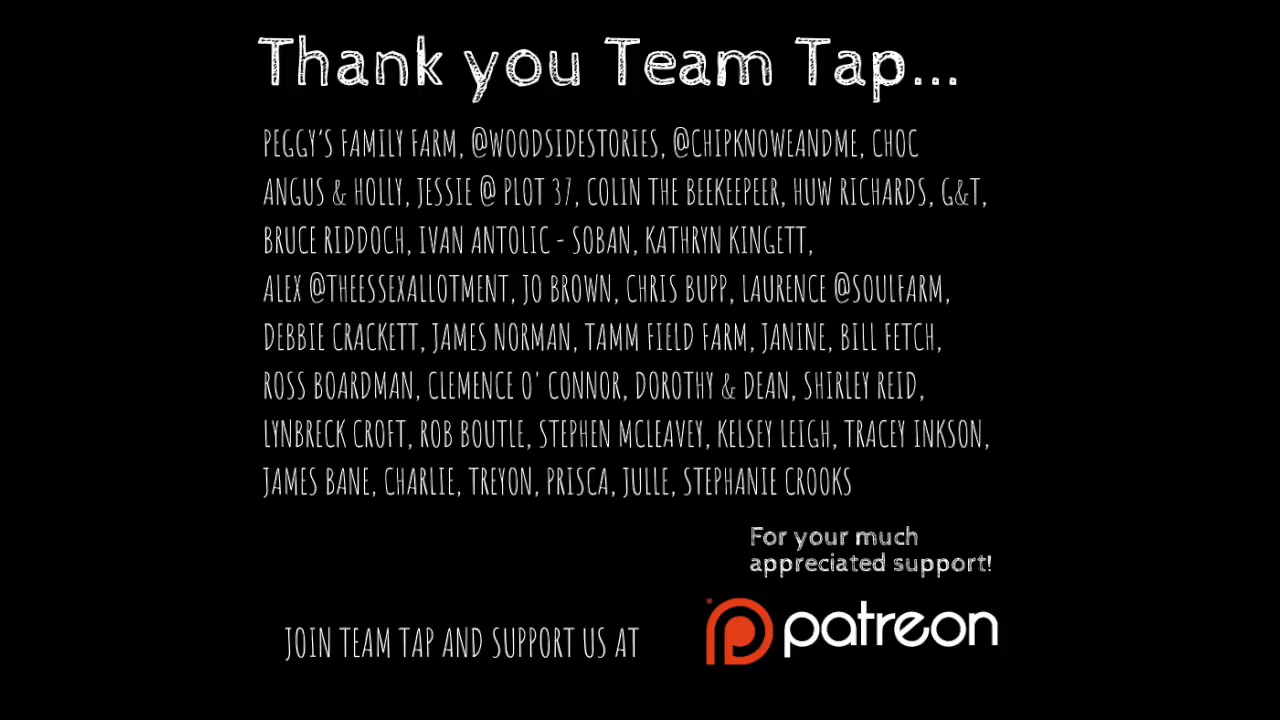 Thank you Team Tap...
PEGGY'S FAMILY FARM, @WOODSIDESTORIES, @CHIPKNOWEANDME, CHOC
ANGUS & HOLLY, JESSIE @ PLOT 37, COLIN THE BEEKEEPER, HUW RICHARDS, G&T,
BRUCE RIDDOCH, IVAN ANTOLIC - SOBAN, KATHRYN KINGETT,
ALEX @THEESSEXALLOTMENT, JO BROWN, CHRIS BUPP, LAURENCE @SOULFARM,
DEBBIE CRACKETT, JAMES NORMAN, TAMM FIELD FARM, JANINE, BILL FETCH,
ROSS BOARDMAN, CLEMENCE O' CONNOR, DOROTHY & DEAN, SHIRLEY REID,
LYNBRECK CROFT, ROB BOUTLE, STEPHEN MCLEAVEY, KELSEY LEIGH, TRACEY INKSON,
JAMES BANE, CHARLIE, TREYON, PRISCA, JULLE, STEPHANIE CROOKS
For your much
appreciated support!
JOIN TEAM TAP AND SUPPORT US AT
patreon